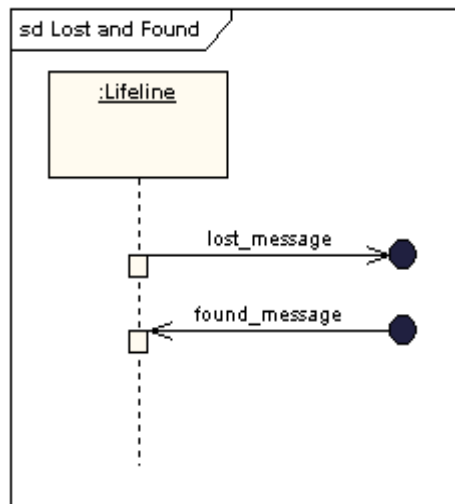 sd Lost and Found
:Lifeline
lost_message
found_message